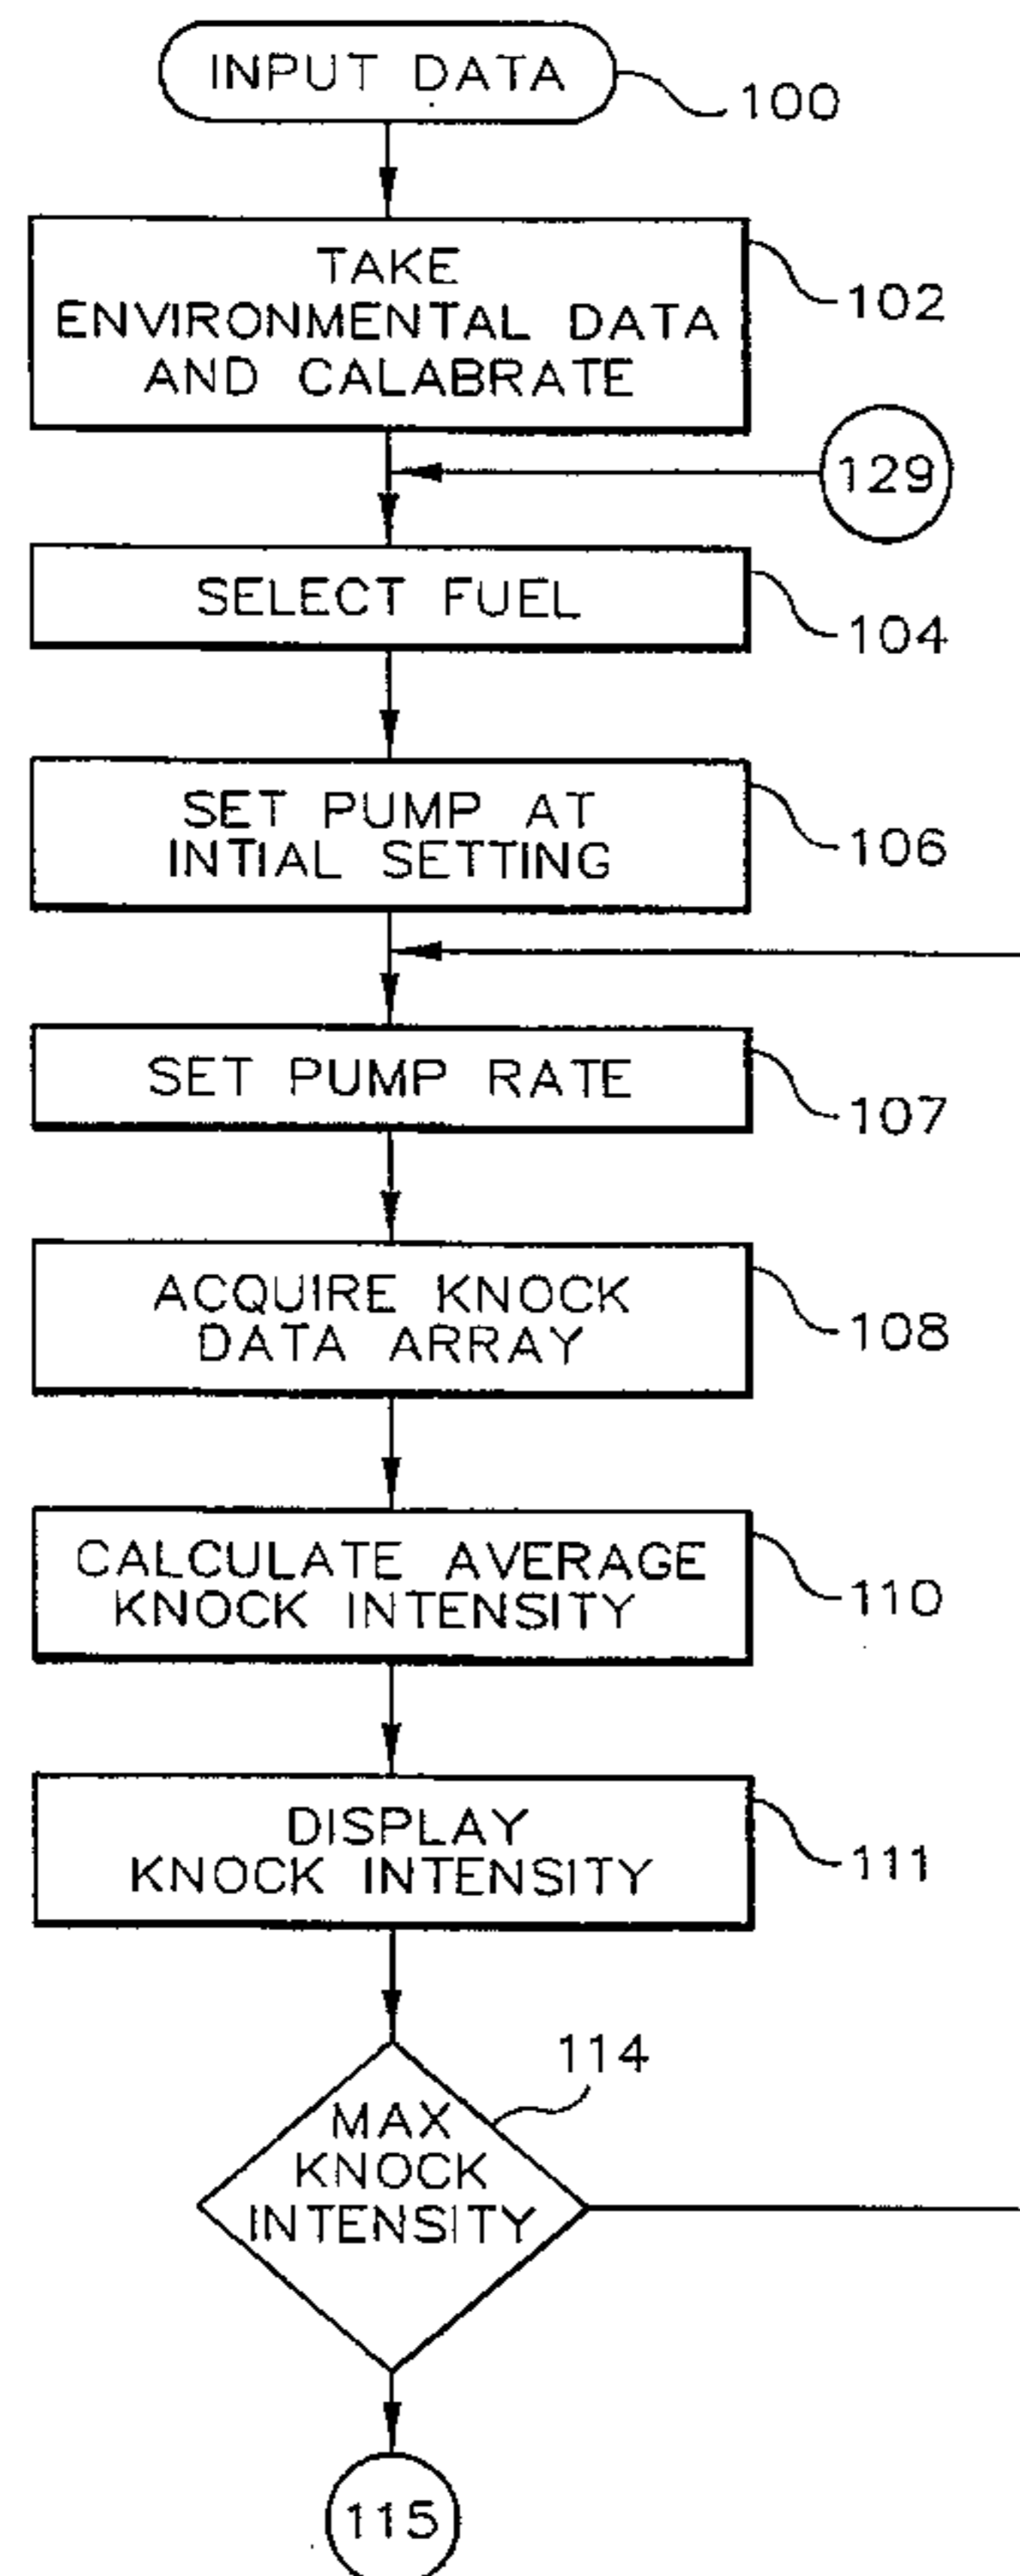 INPUT DATA
100
TAKE
ENVIRONMENTAL DATA
AND CALABRATE
102
129
SELECT FUEL
104
SET PUMP AT
INTIAL SETTING
106
SET PUMP RATE
107
ACQUIRE KNOCK
DATA ARRAY
108
CALCULATE AVERAGE
KNOCK INTENSITY
110
DISPLAY
KNOCK INTENSITY
111
114
MAX
KNOCK
INTENSITY
115